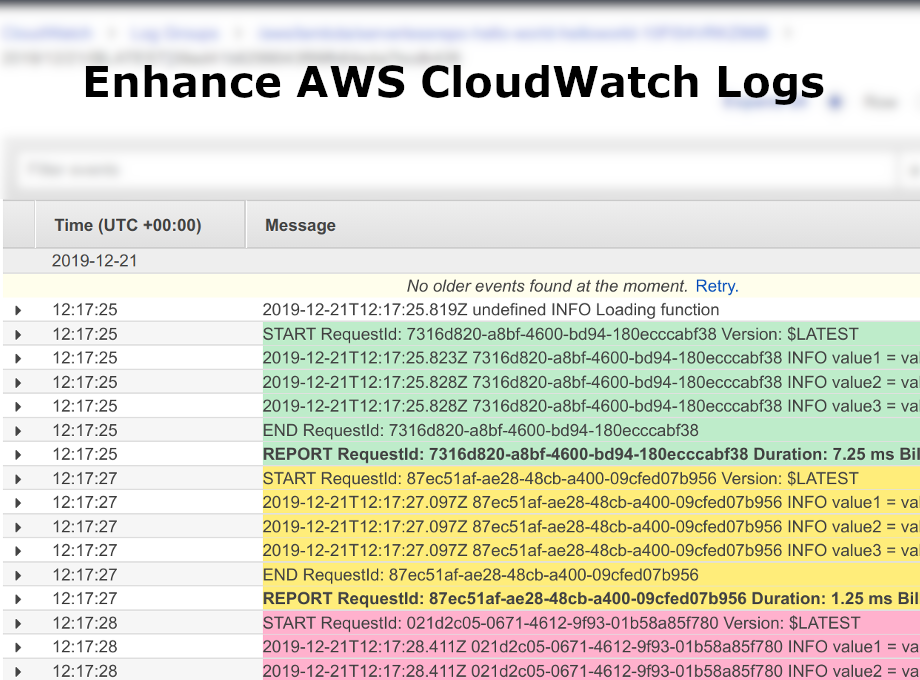 CloudWatch Log Groups
Enhance AWS CloudWatch Logs
Filter events
Time (UTC +00:00) Message
2019-12-21
No older events found at the moment. Retry.
12:17:25 2019-12-21T12:17:25.819Z undefined INFO Loading function
12:17:25 START RequestId: 7316d820-a8bf-4600-bd94-180ecccabf38 Version: $LATEST
12:17:25 2019-12-21T12:17:25.823Z 7316d820-a8bf-4600-bd94-180ecccabf38 INFO value1 = va
12:17:25 2019-12-21T12:17:25.828Z 7316d820-a8bf-4600-bd94-180ecccabf38 INFO value2 = va
12:17:25 2019-12-21T12:17:25.828Z 7316d820-a8bf-4600-bd94-180ecccabf38 INFO value3 = va
12:17:25 END RequestId: 7316d820-a8bf-4600-bd94-180ecccabf38
12:17:25 REPORT RequestId: 7316d820-a8bf-4600-bd94-180ecccabf38 Duration: 7.25 ms Bil
12:17:27 START RequestId: 87ec51af-ae28-48cb-a400-09cfed07b956 Version: $LATEST
12:17:27 2019-12-21T12:17:27.097Z 87ec51af-ae28-48cb-a400-09cfed07b956 INFO value1 = va
12:17:27 2019-12-21T12:17:27.097Z 87ec51af-ae28-48cb-a400-09cfed07b956 INFO value2 = va
12:17:27 2019-12-21T12:17:27.097Z 87ec51af-ae28-48cb-a400-09cfed07b956 INFO value3 = va
12:17:27 END RequestId: 87ec51af-ae28-48cb-a400-09cfed07b956
12:17:27 REPORT RequestId: 87ec51af-ae28-48cb-a400-09cfed07b956 Duration: 1.25 ms Bil
12:17:28 START RequestId: 021d2c05-0671-4612-9f93-01b58a85f780 Version: $LATEST
12:17:28 2019-12-21T12:17:28.411Z 021d2c05-0671-4612-9f93-01b58a85f780 INFO value1 = va
12:17:28 2019-12-21T12:17:28.411Z 021d2c05-0671-4612-9f93-01b58a85f780 INFO value2 = va